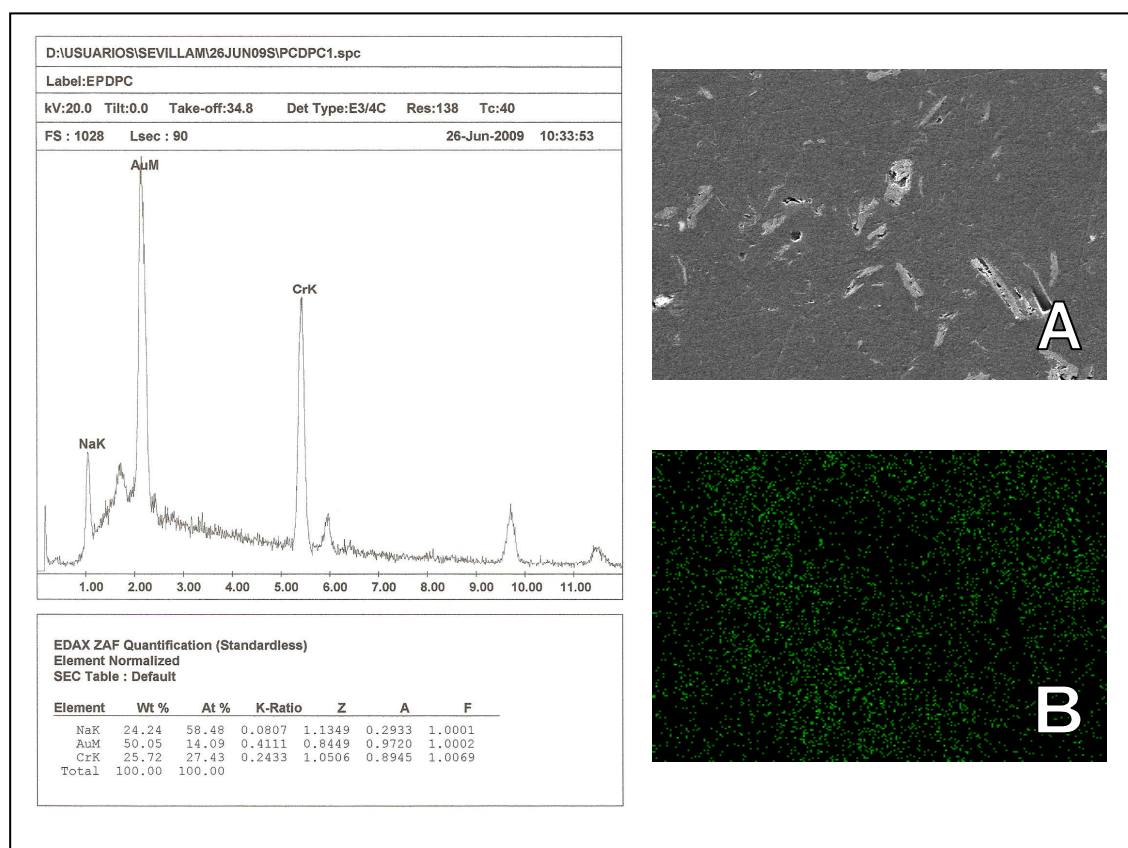 D:\USUARIOS\SEVILLAM\26JUN09S\PCDPC1.spc
Label:EPDPC
kV:20.0 Tilt:0.0 Take-off:34.8 Det Type:E3/4C Res:138 Tc:40
FS : 1028 Lsec : 90 26-Jun-2009 10:33:53
AuM
CrK
NaK
1.00 2.00 3.00 4.00 5.00 6.00 7.00 8.00 9.00 10.00 11.00
EDAX ZAF Quantification (Standardless)
Element Normalized
SEC Table : Default
Element Wt % At % K-Ratio Z A F
NaK 24.24 58.48 0.0807 1.1349 0.2933 1.0001
AuM 50.05 14.09 0.4111 0.8449 0.9720 1.0002
CrK 25.72 27.43 0.2433 1.0506 0.8945 1.0069
Total 100.00 100.00
A
B